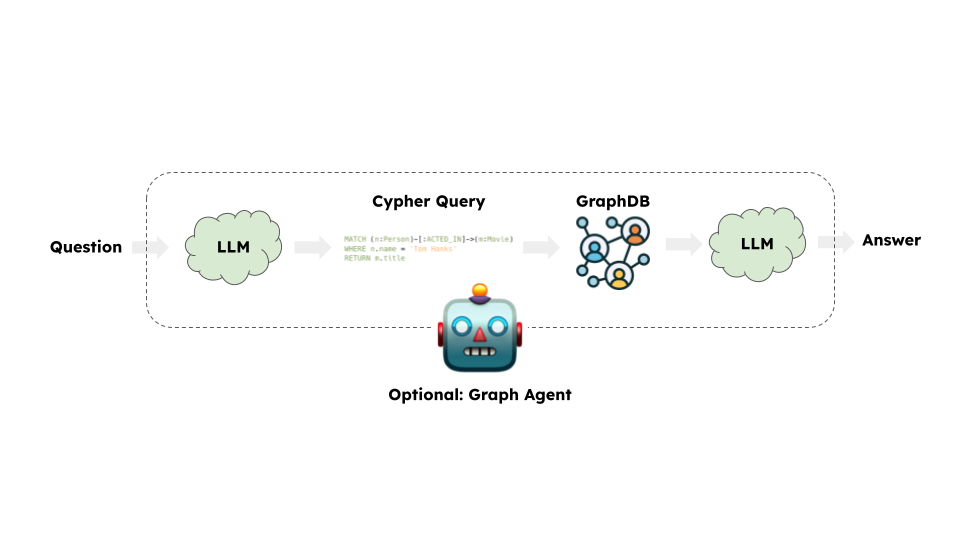 Cypher Query
GraphDB
Question
LLM
MATCH (n:Person)-[:ACTED_IN]->(m:Movie)
WHERE n.name = 'Tom Hanks'
RETURN m.title
LLM
Answer
Optional: Graph Agent